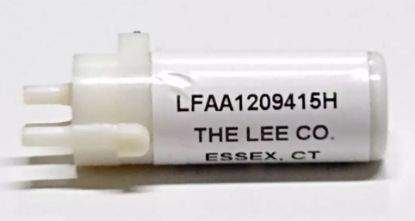 LFAA1209415H
THE LEE CO.
ESSEX, CT